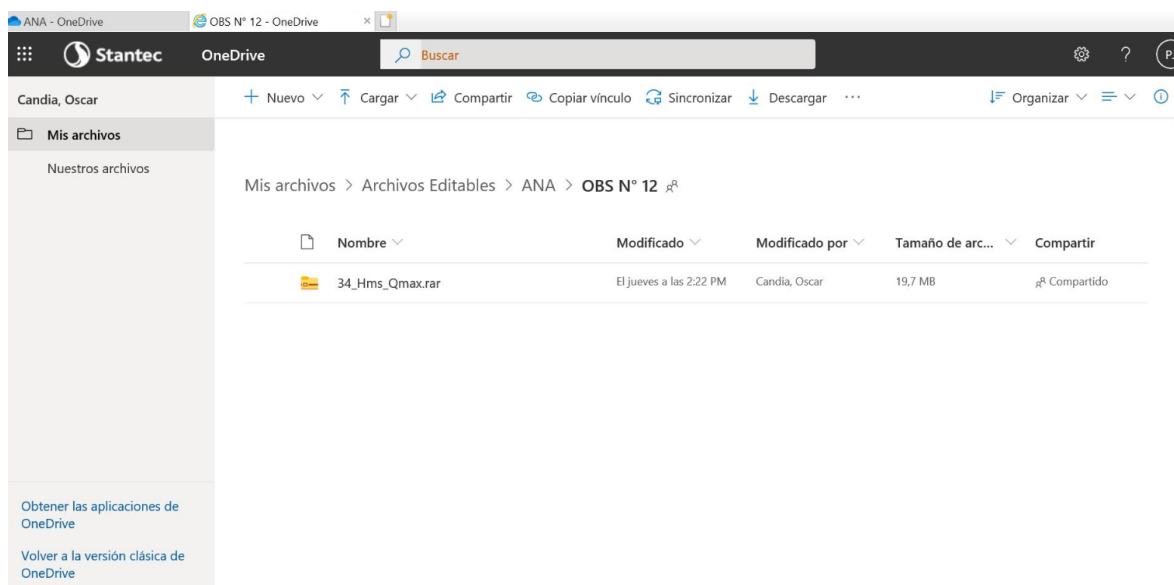 ANA - OneDrive
OBS N° 12 - OneDrive
Stantec
OneDrive
Buscar
?
Candia, Oscar
Nuevo
Cargar
Compartir
Copiar vínculo
Sincronizar
Descargar
Organizar
Mis archivos
Nuestros archivos
Mis archivos > Archivos Editables > ANA > OBS N° 12
Nombre
Modificado
Modificado por
Tamaño de arc...
Compartir
34_Hms_Qmax.rar
El jueves a las 2:22 PM
Candia, Oscar
19,7 MB
Compartido
Obtener las aplicaciones de
OneDrive
Volver a la versión clásica de
OneDrive